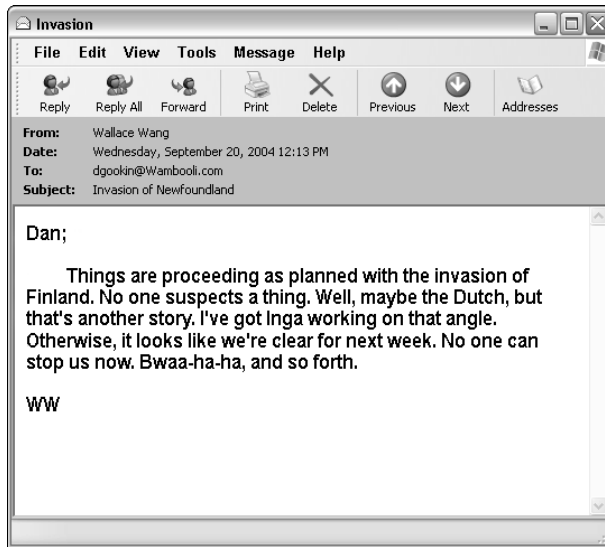 Invasion
File Edit View Tools Message Help
Reply Reply All Forward Print Delete Previous Next Addresses
From: Wallace Wang
Date: Wednesday, September 20, 2004 12:13 PM
To: dgookin@Wambooli.com
Subject: Invasion of Newfoundland
Dan;
Things are proceeding as planned with the invasion of
Finland. No one suspects a thing. Well, maybe the Dutch, but
that's another story. I've got Inga working on that angle.
Otherwise, it looks like we're clear for next week. No one can
stop us now. Bwaa-ha-ha, and so forth.
WW